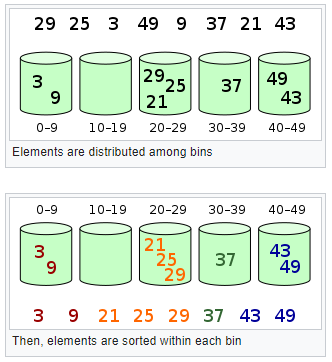 29 25 3 49 9 37 21 43
3 9
29 25 21
37
49 43
0–9 10–19 20–29 30–39 40–49
Elements are distributed among bins
0–9 10–19 20–29 30–39 40–49
3 9
21 25 29
37
43 49
3 9 21 25 29 37 43 49
Then, elements are sorted within each bin